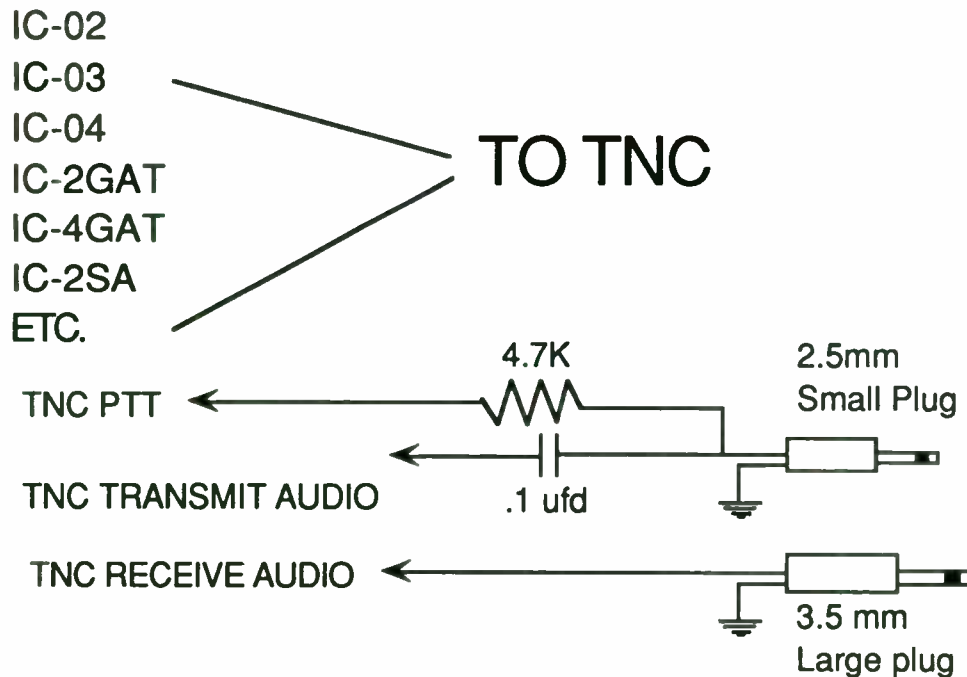 IC-02
IC-03
IC-04
IC-2GAT
IC-4GAT
IC-2SA
ETC.
TO TNC
4.7K
2.5mm
Small Plug
TNC PTT
TNC TRANSMIT AUDIO
.1 ufd
TNC RECEIVE AUDIO
3.5 mm
Large plug